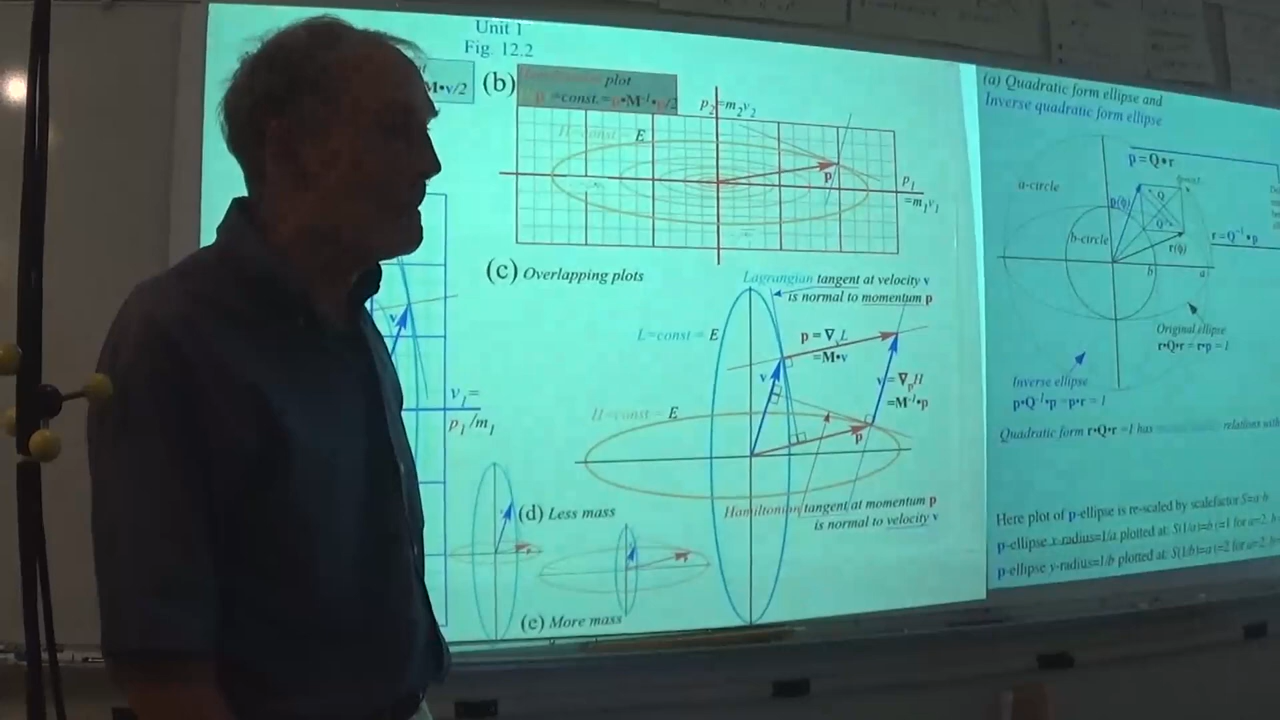 Unit 1
Fig. 12.2
M•v/2
(b)
plot
=const.=p•M⁻¹•p/2
p₂=m₂v₂
H=const = E
p
p₁
=m₁v₁
(c) Overlapping plots
Lagrangian tangent at velocity v
is normal to momentum p
L=const = E
p = ∇ᵥL
=M•v
v
v=∇ₚH
=M⁻¹•p
H=const = E
p
Hamiltonian tangent at momentum p
is normal to velocity v
v
v₁=
p₁/m₁
(d) Less mass
(e) More mass
(a) Quadratic form ellipse and
Inverse quadratic form ellipse
p=Q•r
a-circle
p(ϕ)
Q
Q⁻¹
b-circle
r(ϕ)
r=Q⁻¹•p
b
a
Original ellipse
r•Q•r = r•p = 1
Inverse ellipse
p•Q⁻¹•p = p•r = 1
Quadratic form r•Q•r =1 has relations with
Here plot of p-ellipse is re-scaled by scalefactor S=a·b
p-ellipse x-radius=1/a plotted at: S(1/a)=b (=1 for a=2,
p-ellipse y-radius=1/b plotted at: S(1/b)=a (=2 for a=2,